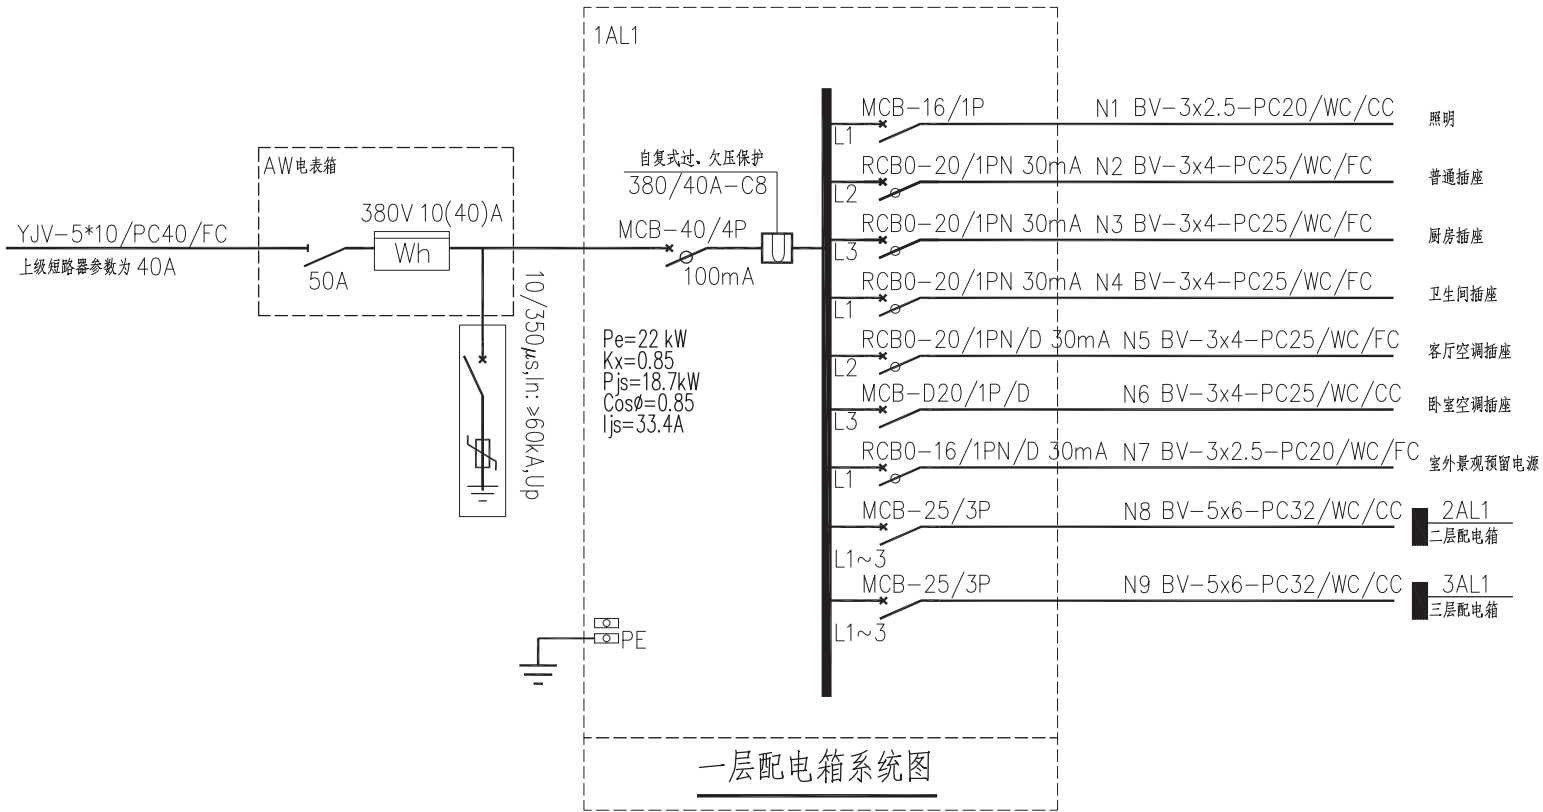 1AL1
AW电表箱
380V 10(40)A
YJV-5*10/PC40/FC
Wh
上级短路器参数为 40A
50A
10/350μs,In: ≥60kA,Up
自复式过、欠压保护
380/40A-C8
MCB-40/4P
100mA
Pe=22 kW
Kx=0.85
Pjs=18.7kW
Cosø=0.85
Ijs=33.4A
MCB-16/1P N1 BV-3x2.5-PC20/WC/CC 照明
L1
RCB0-20/1PN 30mA N2 BV-3x4-PC25/WC/FC 普通插座
L2
RCB0-20/1PN 30mA N3 BV-3x4-PC25/WC/FC 厨房插座
L3
RCB0-20/1PN 30mA N4 BV-3x4-PC25/WC/FC 卫生间插座
L1
RCB0-20/1PN/D 30mA N5 BV-3x4-PC25/WC/FC 客厅空调插座
L2
MCB-D20/1P/D N6 BV-3x4-PC25/WC/CC 卧室空调插座
L3
RCB0-16/1PN/D 30mA N7 BV-3x2.5-PC20/WC/FC 室外景观预留电源
L1
MCB-25/3P N8 BV-5x6-PC32/WC/CC 2AL1
二层配电箱
L1~3
MCB-25/3P N9 BV-5x6-PC32/WC/CC 3AL1
三层配电箱
L1~3
PE
一层配电箱系统图